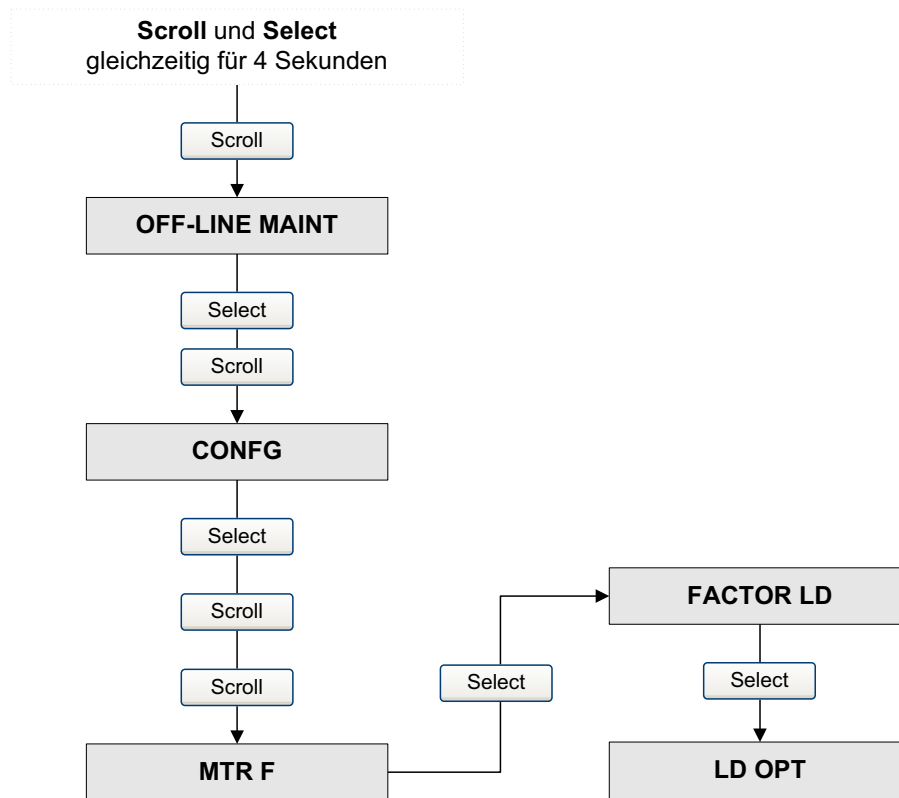 Scroll und Select
gleichzeitig für 4 Sekunden
Scroll
OFF-LINE MAINT
Select
Scroll
CONFG
Select
Scroll
Scroll
MTR F
Select
FACTOR LD
Select
LD OPT